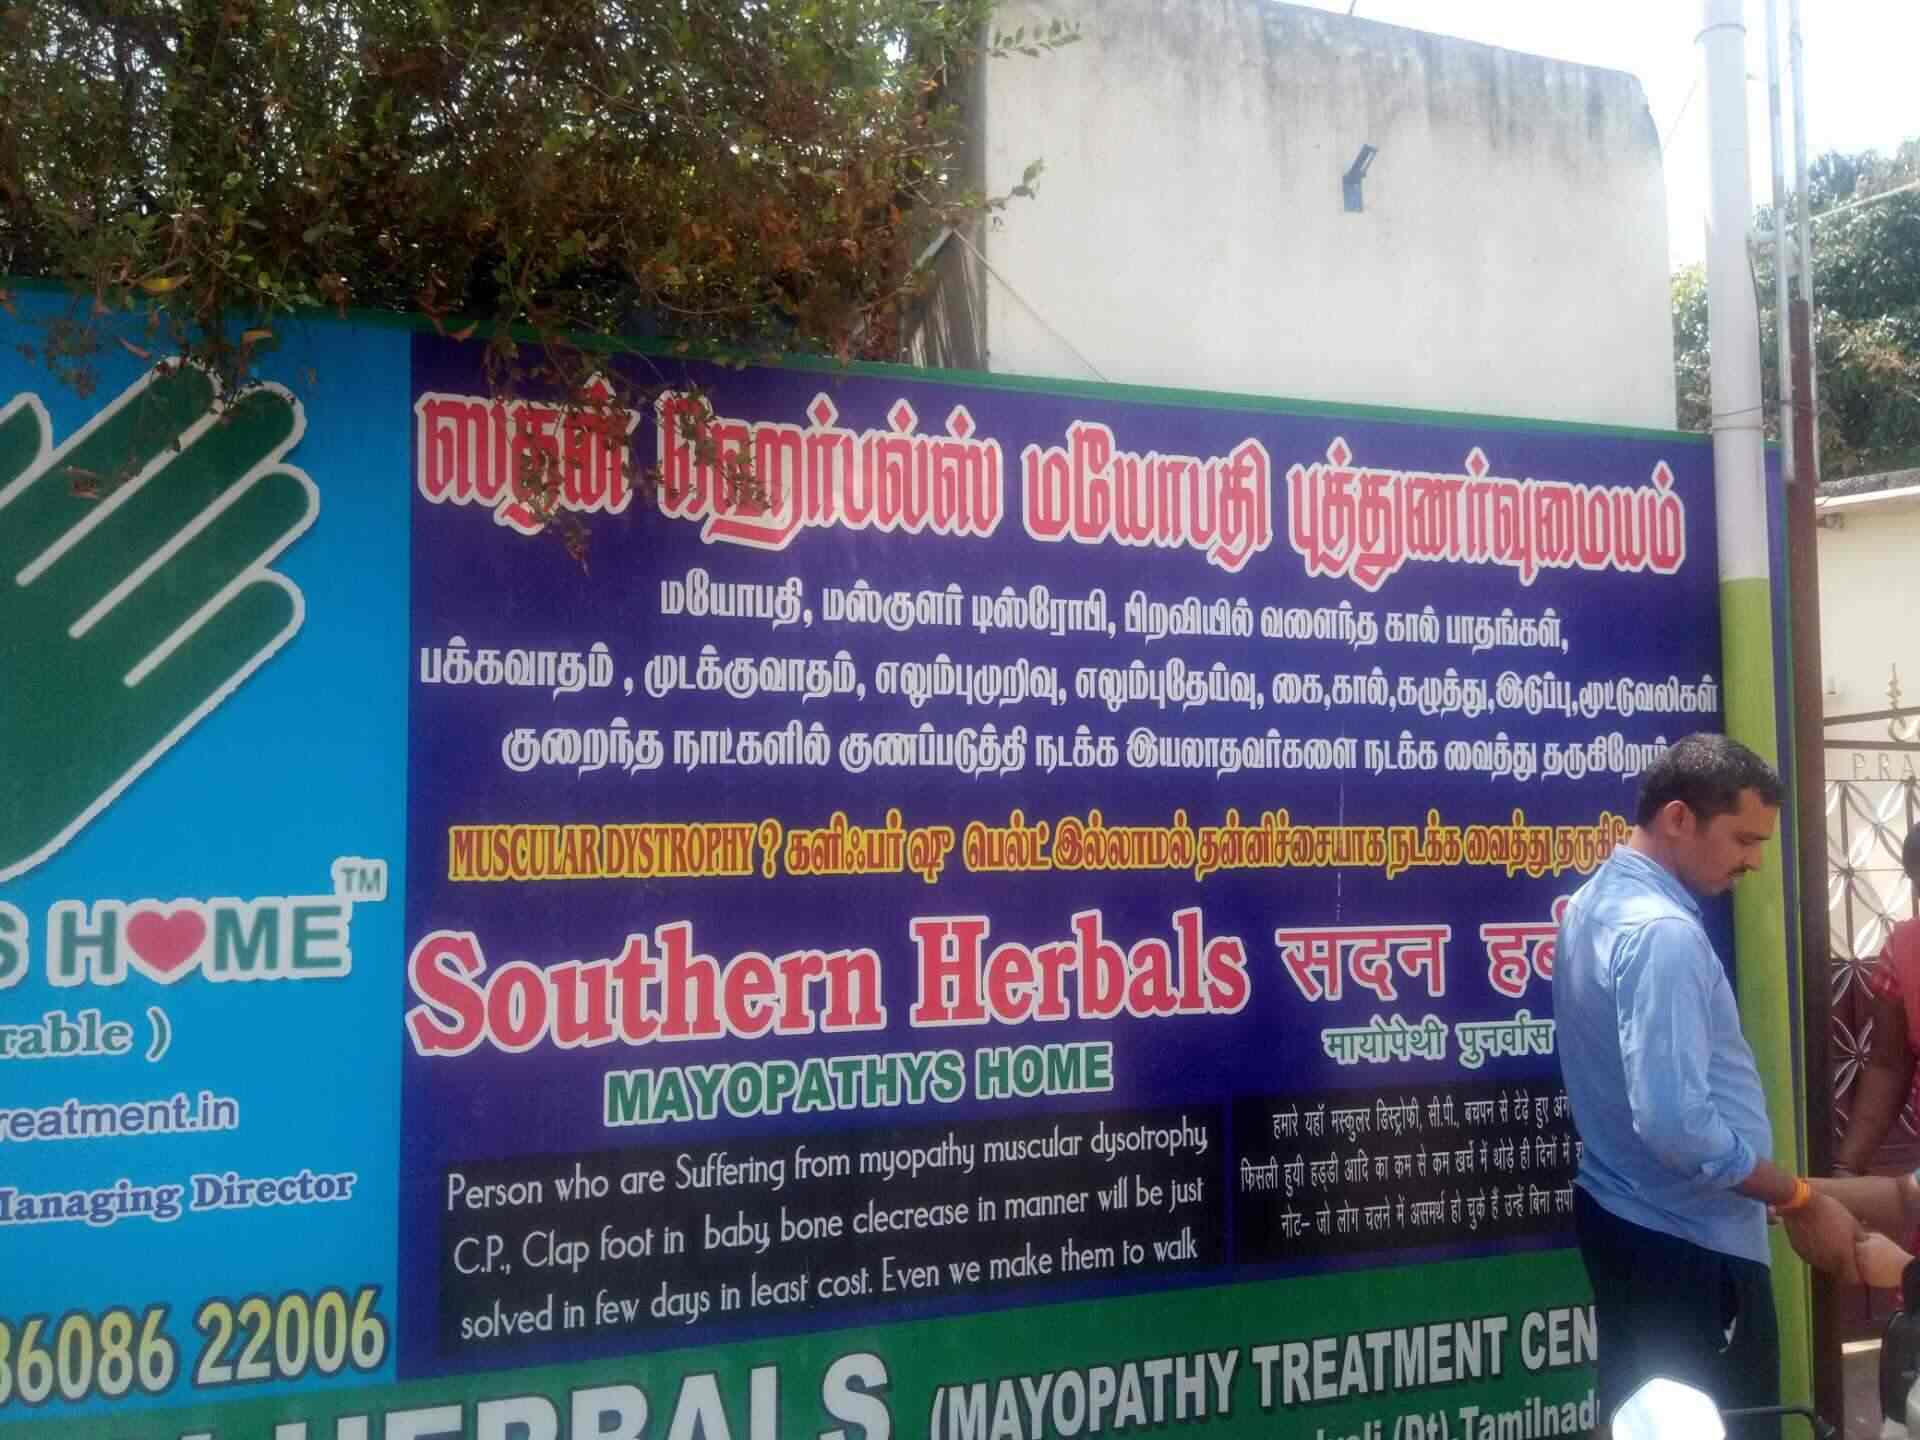 S HOME TM
rable )
reatment.in
Managing Director
86086 22006
ஸதன் ஹெர்பல்ஸ் மயோபதி புத்துணர்வுமையம்
மயோபதி, மஸ்குளர் டிஸ்ரோபி, பிறவியில் வளைந்த கால் பாதங்கள்,
பக்கவாதம் , முடக்குவாதம், எலும்புமுறிவு, எலும்புதேய்வு, கை,கால்,கழுத்து,இடுப்பு,மூட்டுவலிகள்
குறைந்த நாட்களில் குணப்படுத்தி நடக்க இயலாதவர்களை நடக்க வைத்து தருகிறோம்
MUSCULAR DYSTROPHY ? களிஃபர் ஷு பெல்ட் இல்லாமல் தன்னிச்சையாக நடக்க வைத்து
Southern Herbals सदन
MAYOPATHYS HOME
मायोपेथी पुनर्वास
Person who are Suffering from myopathy muscular dysotrophy,
C.P., Clap foot in baby, bone clecrease in manner will be just
solved in few days in least cost. Even we make them to walk
हमारे यहाँ मस्कुलर डिस्ट्रोफी, सी.पी., बचपन से टेढ़े हुए अंग
फिसली हुयी हड्डी आदि का कम से कम खर्चे में थोड़े ही दिनों में
नोट- जो लोग चलने में असमर्थ हो चुके हैं उन्हें बिना
HERBALS (MAYOPATHY TREATMENT CEN
(Dt), Tamilnad
P.RA